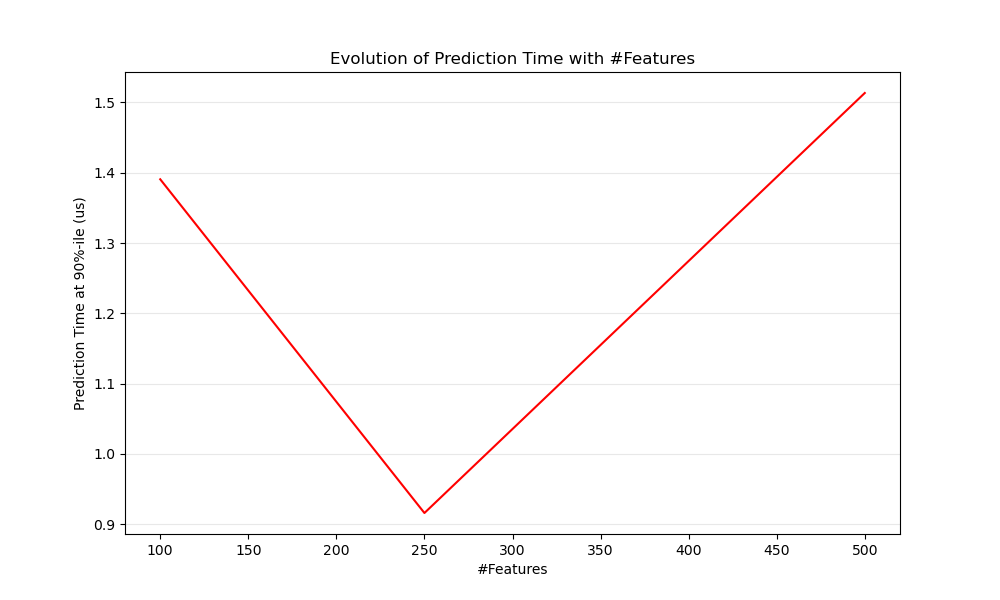 Evolution of Prediction Time with #Features
1.5
1.4
1.3
1.2
1.1
1.0
0.9
Prediction Time at 90%-ile (us)
100 150 200 250 300 350 400 450 500
#Features